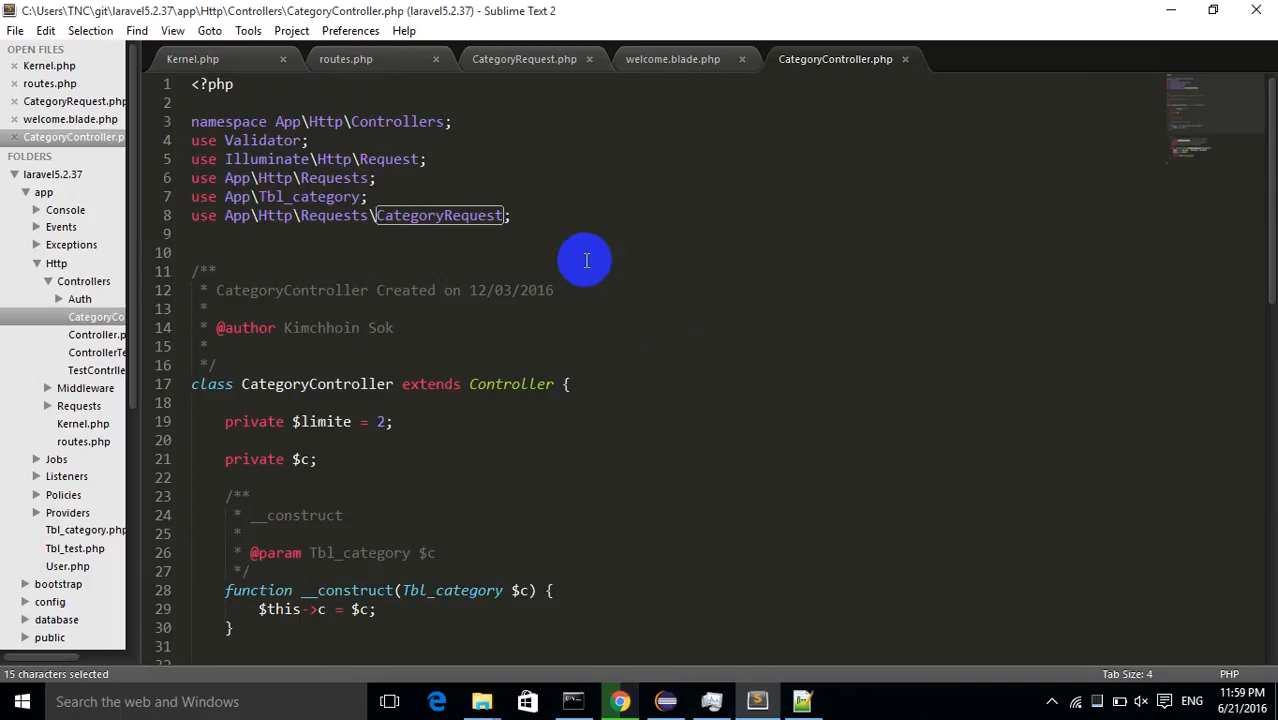 C:\Users\TNC\git\laravel5.2.37\app\Http\Controllers\CategoryController.php (laravel5.2.37) - Sublime Text 2
File Edit Selection Find View Goto Tools Project Preferences Help
OPEN FILES
Kernel.php
routes.php
CategoryRequest.php
welcome.blade.php
CategoryController.p
FOLDERS
laravel5.2.37
app
Console
Events
Exceptions
Http
Controllers
Auth
CategoryCo
Controller.p
ControllerTe
TestContrlle
Middleware
Requests
Kernel.php
routes.php
Jobs
Listeners
Policies
Providers
Tbl_category.php
Tbl_test.php
User.php
bootstrap
config
database
public
Kernel.php routes.php CategoryRequest.php welcome.blade.php CategoryController.php
1 <?php
2
3 namespace App\Http\Controllers;
4 use Validator;
5 use Illuminate\Http\Request;
6 use App\Http\Requests;
7 use App\Tbl_category;
8 use App\Http\Requests\CategoryRequest;
9
10
11 /**
12 * CategoryController Created on 12/03/2016
13 *
14 * @author Kimchhoin Sok
15 *
16 */
17 class CategoryController extends Controller {
18
19 private $limite = 2;
20
21 private $c;
22
23 /**
24 * __construct
25 *
26 * @param Tbl_category $c
27 */
28 function __construct(Tbl_category $c) {
29 $this->c = $c;
30 }
31
15 characters selected Tab Size: 4 PHP
Search the web and Windows
ENG
11:59 PM
6/21/2016